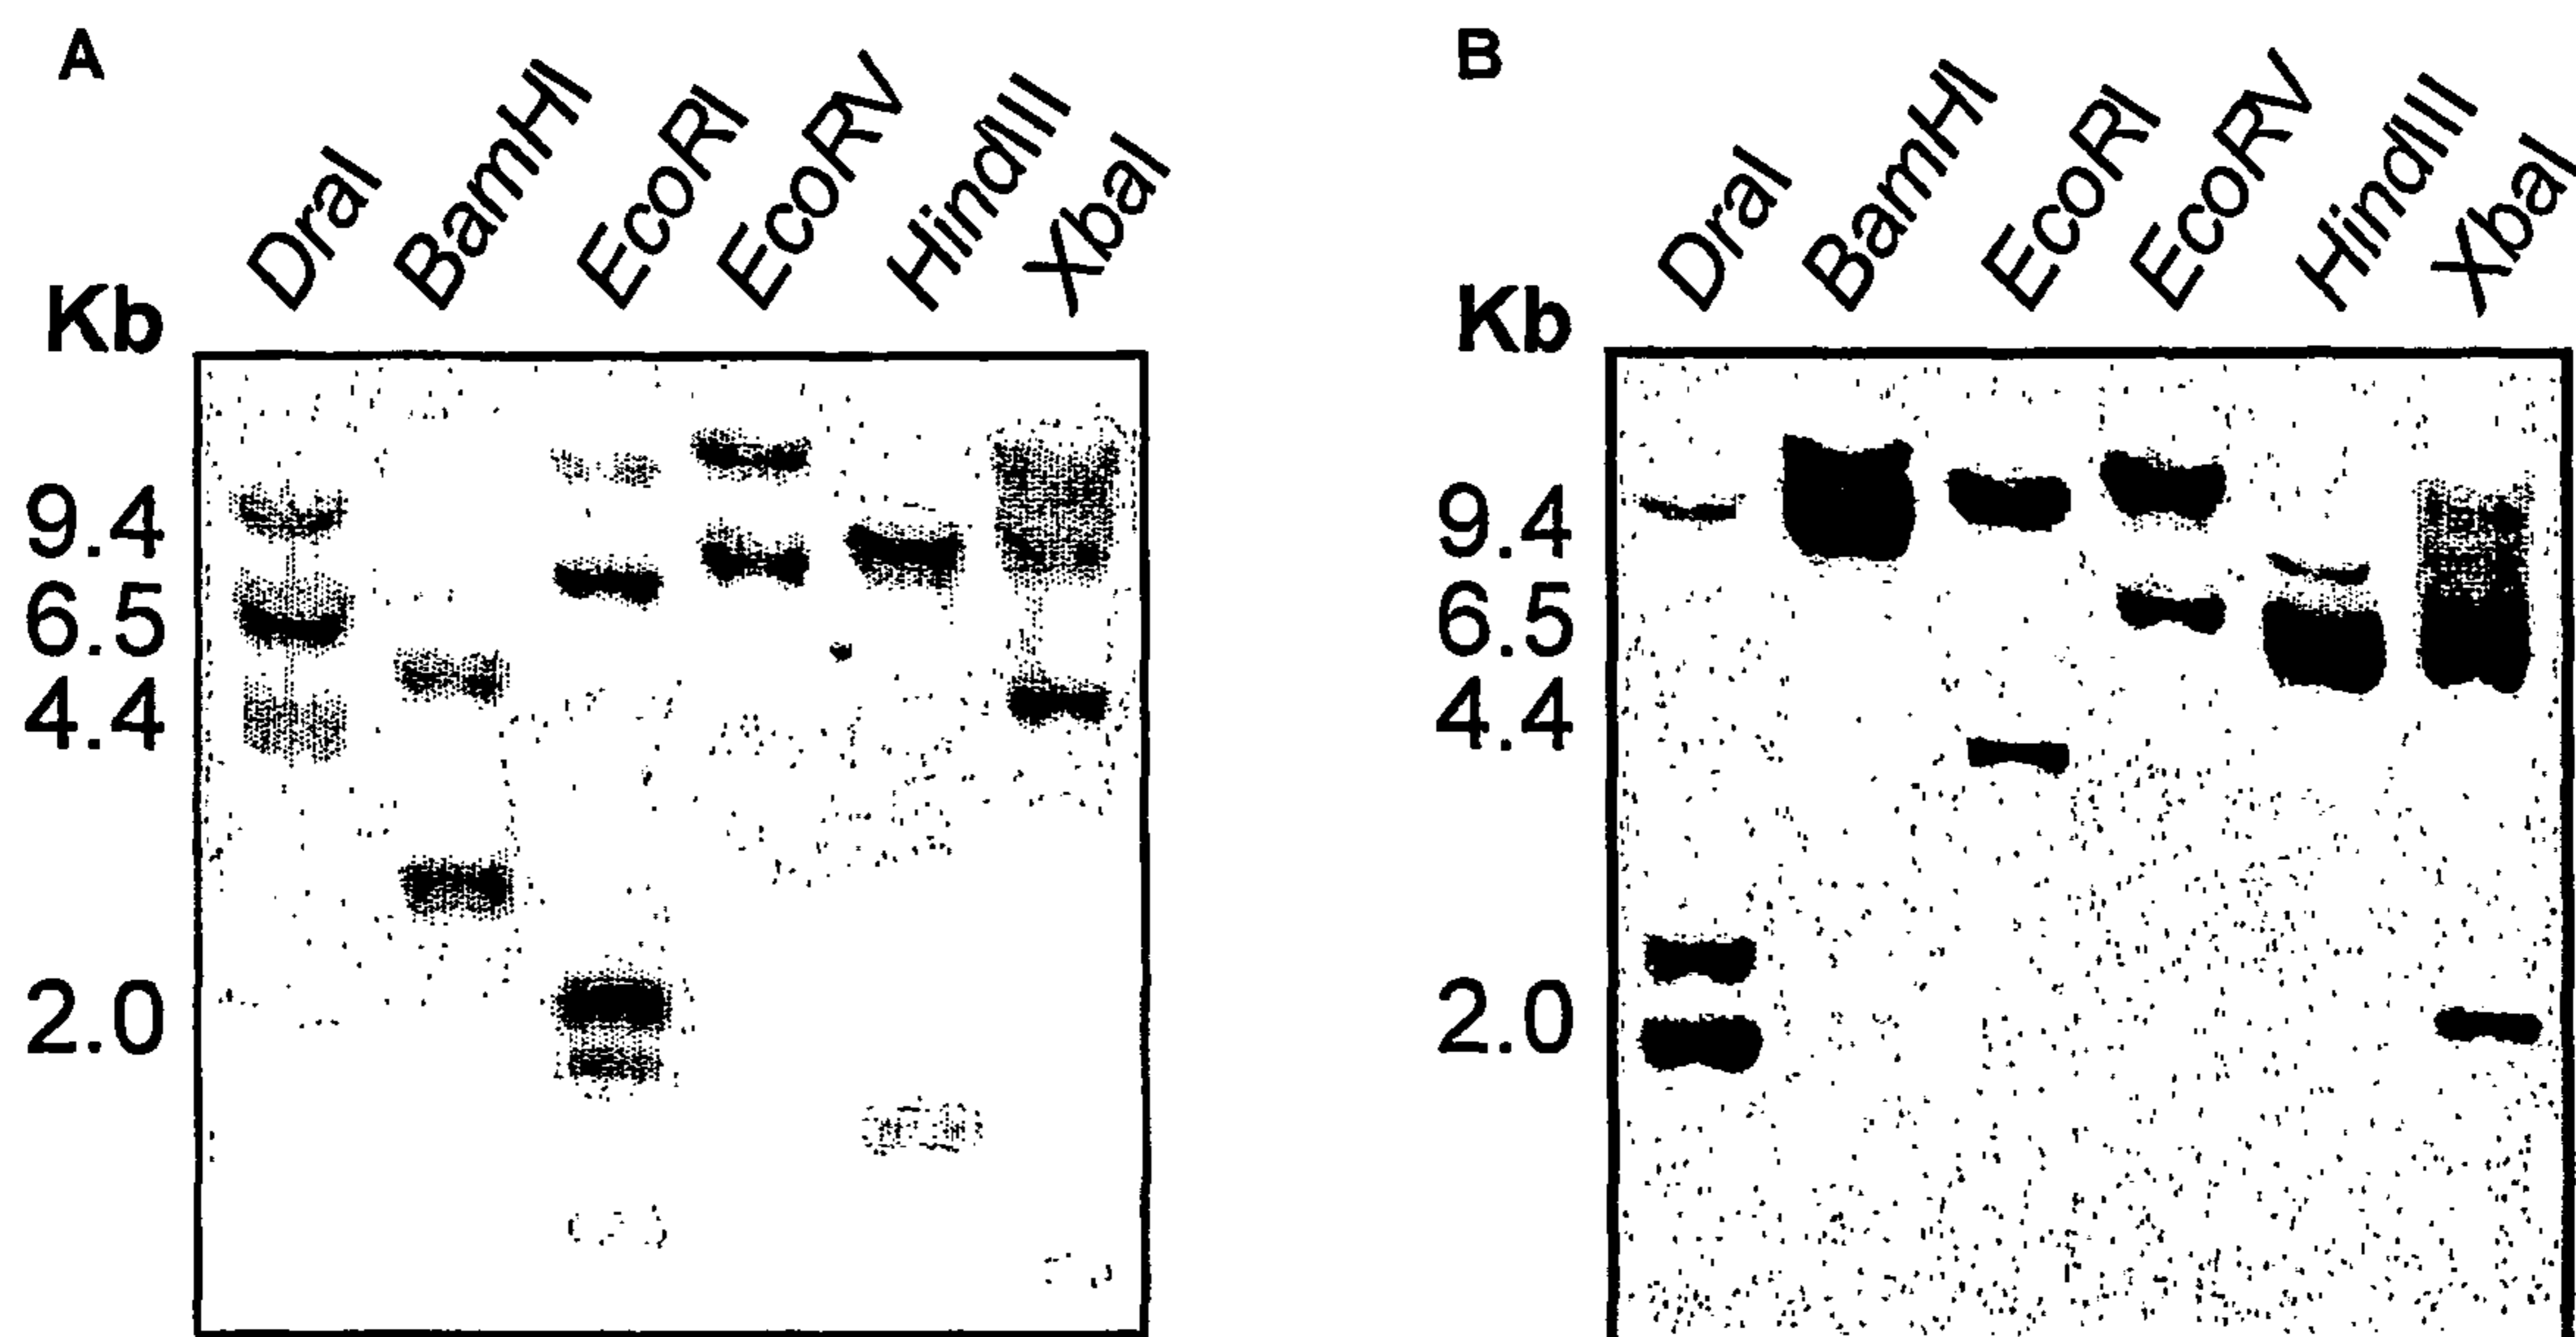 A
DraI BamHI EcoRI EcoRV HindIII XbaI
Kb
9.4
6.5
4.4
2.0
B
DraI BamHI EcoRI EcoRV HindIII XbaI
Kb
9.4
6.5
4.4
2.0